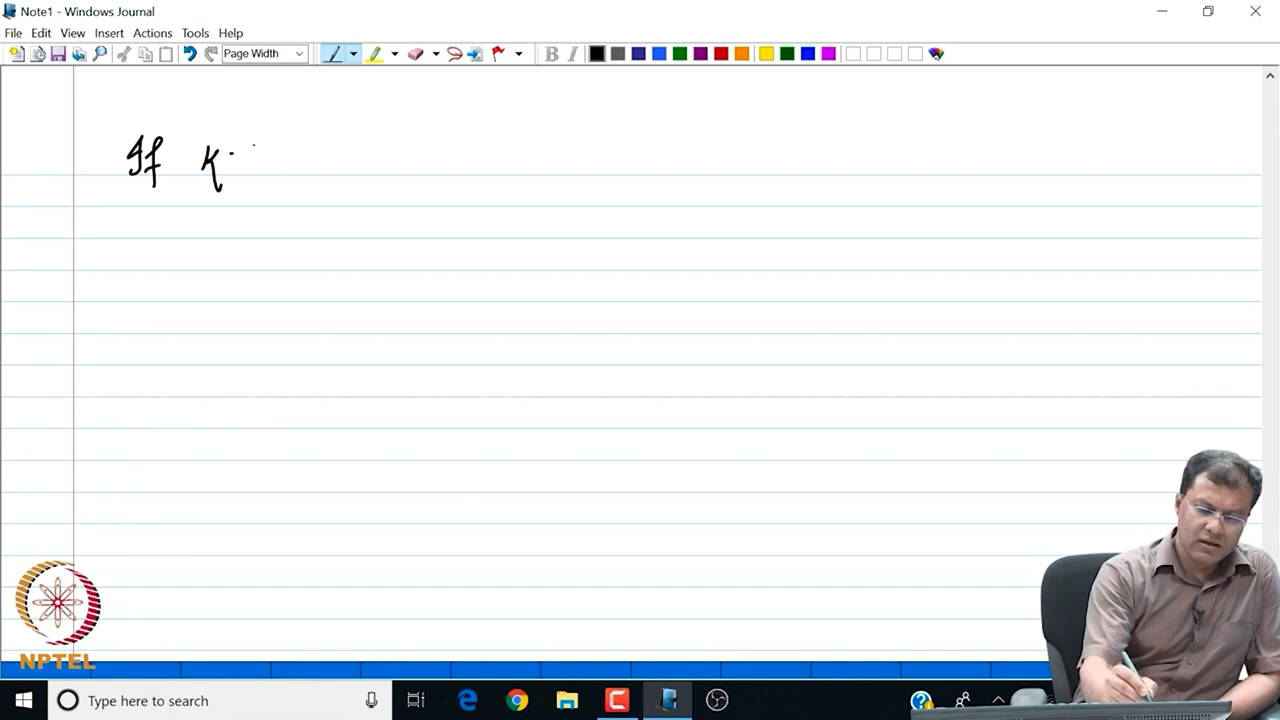 Note1 - Windows Journal
File Edit View Insert Actions Tools Help
Page Width
B I
If K
NPTEL
Type here to search